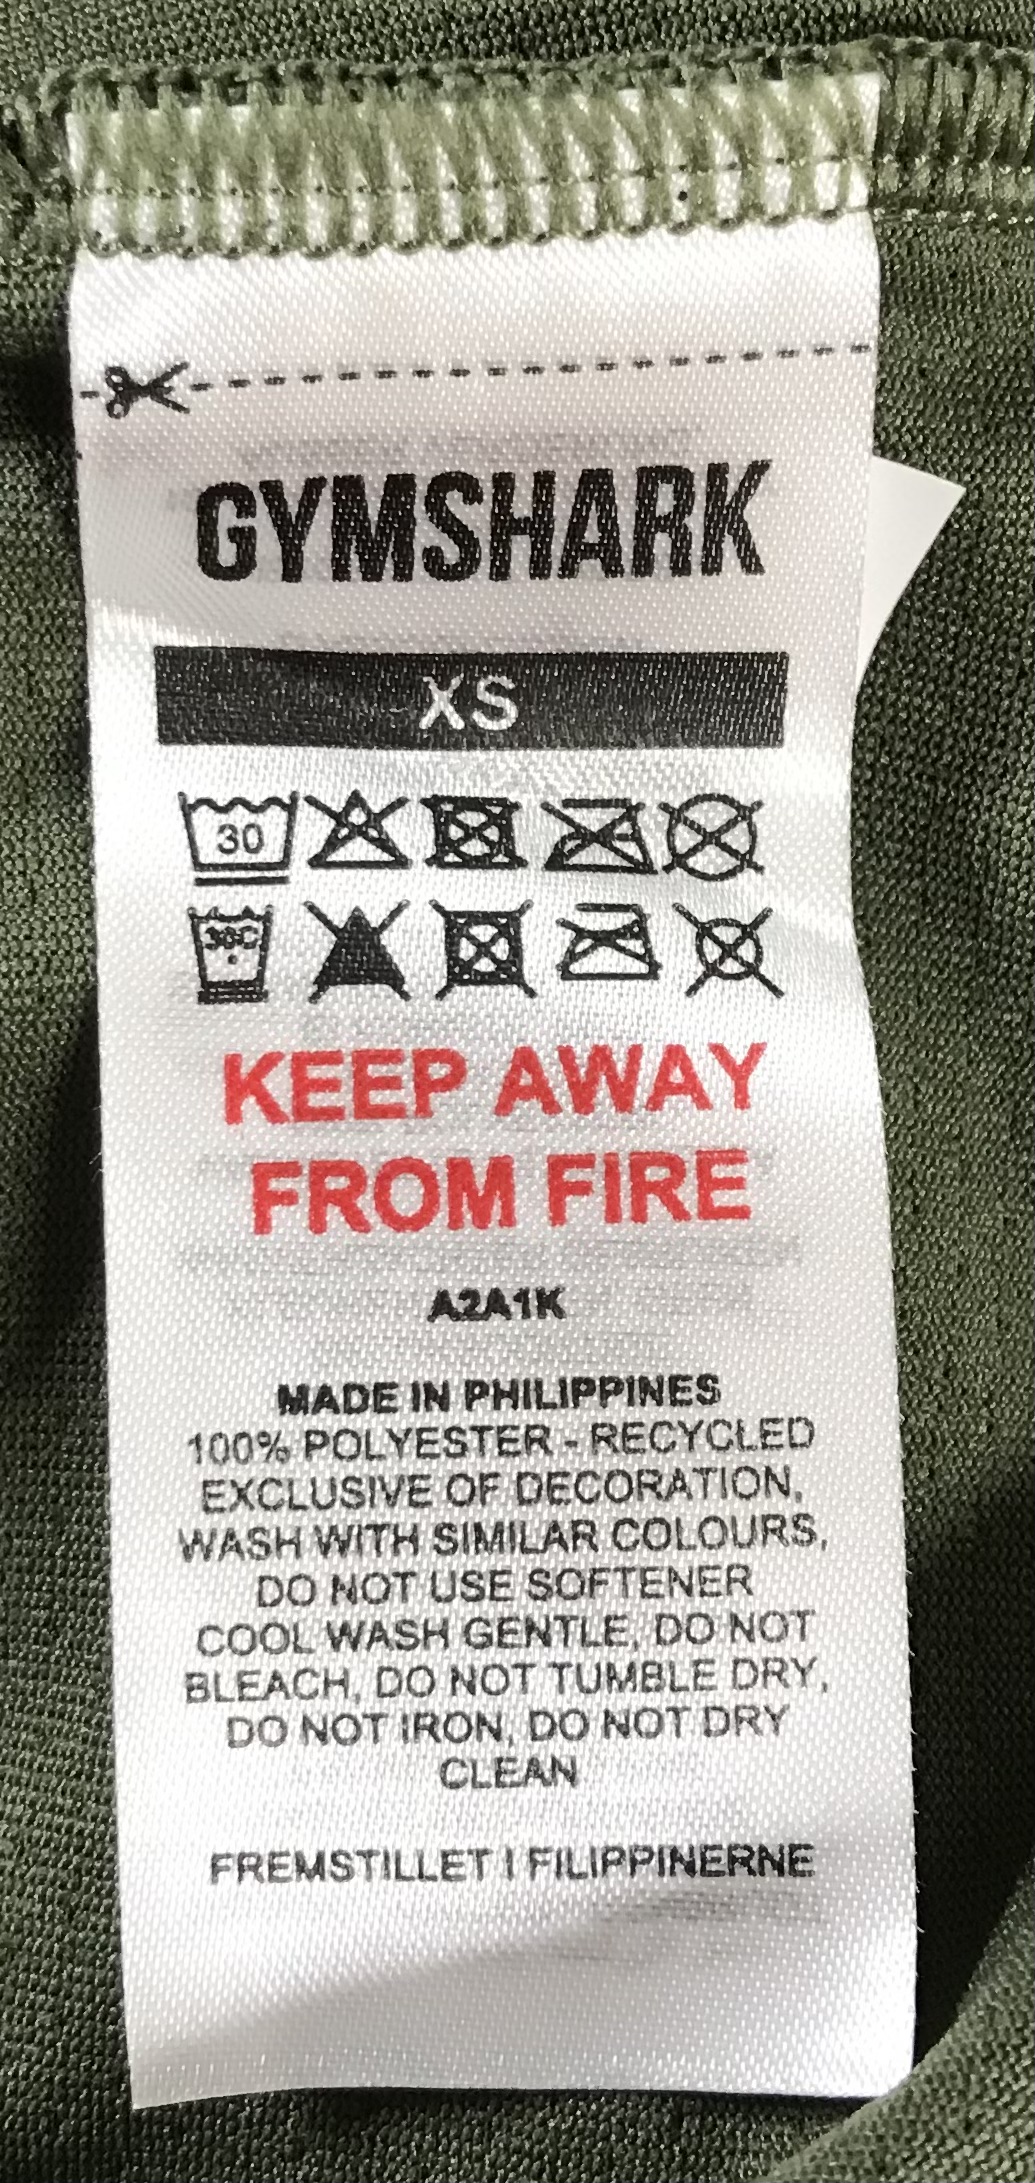 GYMSHARK
XS
30
30C
KEEP AWAY
FROM FIRE
A2A1K
MADE IN PHILIPPINES
100% POLYESTER - RECYCLED
EXCLUSIVE OF DECORATION,
WASH WITH SIMILAR COLOURS,
DO NOT USE SOFTENER
COOL WASH GENTLE, DO NOT
BLEACH, DO NOT TUMBLE DRY,
DO NOT IRON, DO NOT DRY
CLEAN
FREMSTILLET I FILIPPINERNE